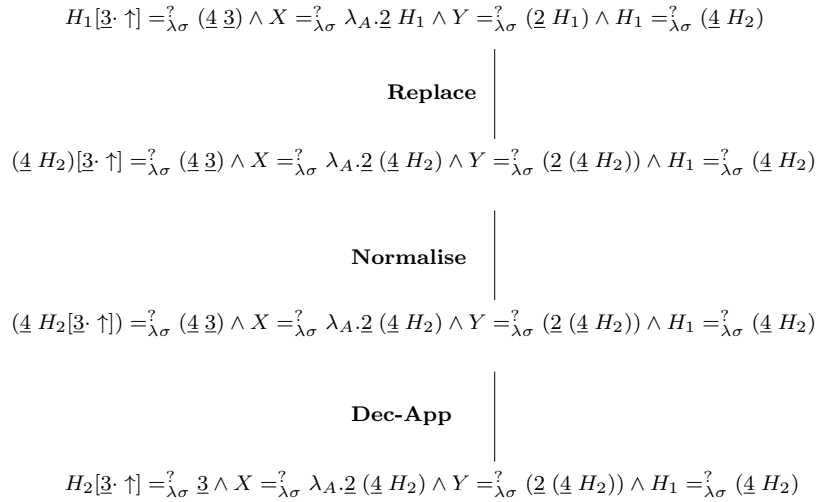 H₁[3̲· ↑] =?λσ (4̲ 3̲) ∧ X =?λσ λA.2̲ H₁ ∧ Y =?λσ (2̲ H₁) ∧ H₁ =?λσ (4̲ H₂)
Replace
(4̲ H₂)[3̲· ↑] =?λσ (4̲ 3̲) ∧ X =?λσ λA.2̲ (4̲ H₂) ∧ Y =?λσ (2̲ (4̲ H₂)) ∧ H₁ =?λσ (4̲ H₂)
Normalise
(4̲ H₂[3̲· ↑]) =?λσ (4̲ 3̲) ∧ X =?λσ λA.2̲ (4̲ H₂) ∧ Y =?λσ (2̲ (4̲ H₂)) ∧ H₁ =?λσ (4̲ H₂)
Dec-App
H₂[3̲· ↑] =?λσ 3̲ ∧ X =?λσ λA.2̲ (4̲ H₂) ∧ Y =?λσ (2̲ (4̲ H₂)) ∧ H₁ =?λσ (4̲ H₂)